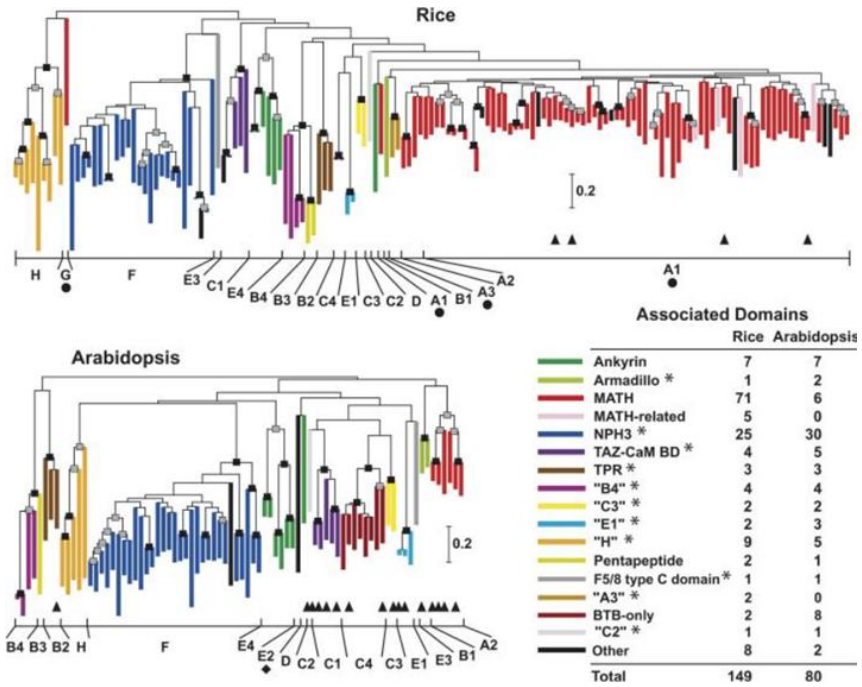 Rice
0.2
H G F E3 C1 E4 B4 B3 B2 C4 E1 C3 C2 D A1 B1 A3 A2 A1
Associated Domains
Rice Arabidopsis
Ankyrin 7 7
Armadillo * 1 2
MATH 71 6
MATH-related 5 0
NPH3 * 25 30
TAZ-CaM BD * 4 5
TPR * 3 3
"B4" * 4 4
"C3" * 2 2
"E1" * 2 3
"H" * 9 5
Pentapeptide 2 1
F5/8 type C domain * 1 1
"A3" * 2 0
BTB-only 2 8
"C2" * 1 1
Other 8 2
Total 149 80
Arabidopsis
0.2
B4 B3 B2 H F E4 E2 D C2 C1 C4 C3 E1 E3 B1 A2